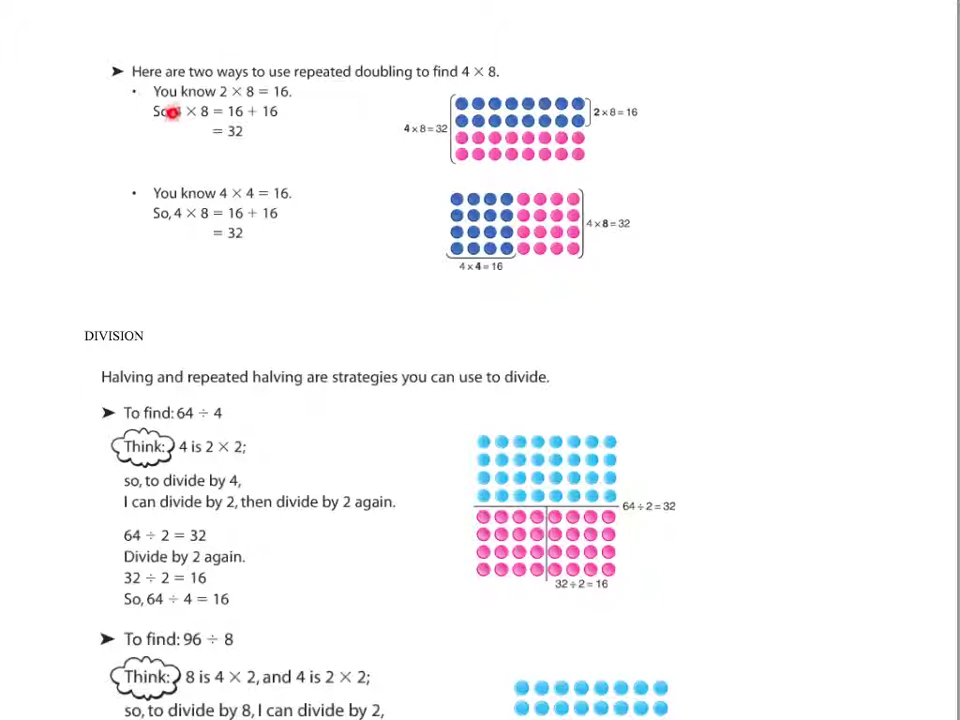 ➤ Here are two ways to use repeated doubling to find 4 × 8.
• You know 2 × 8 = 16.
So × 8 = 16 + 16
= 32
4 × 8 = 32
2 × 8 = 16
• You know 4 × 4 = 16.
So, 4 × 8 = 16 + 16
= 32
4 × 8 = 32
4 × 4 = 16
DIVISION
Halving and repeated halving are strategies you can use to divide.
➤ To find: 64 ÷ 4
Think: 4 is 2 × 2;
so, to divide by 4,
I can divide by 2, then divide by 2 again.
64 ÷ 2 = 32
64 ÷ 2 = 32
Divide by 2 again.
32 ÷ 2 = 16
32 ÷ 2 = 16
So, 64 ÷ 4 = 16
➤ To find: 96 ÷ 8
Think: 8 is 4 × 2, and 4 is 2 × 2;
so, to divide by 8, I can divide by 2,